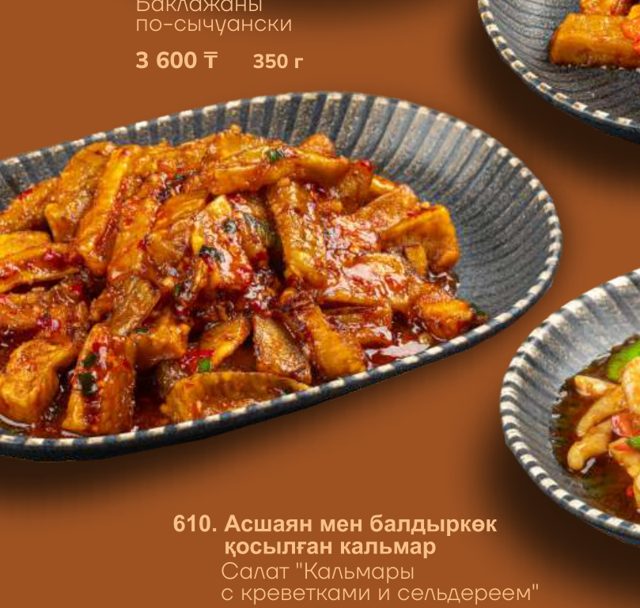 Баклажаны
по-сычуански
3 600 ₸ 350 г
610. Асшаян мен балдыркөк
қосылған кальмар
Салат "Кальмары
с креветками и сельдереем"